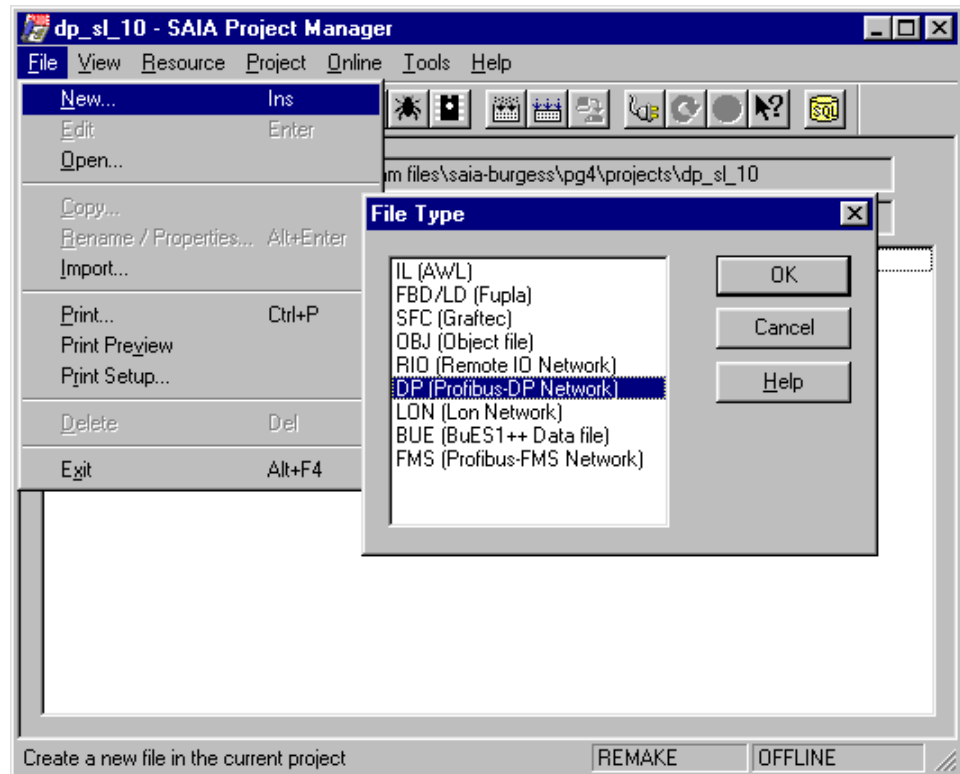 dp_sl_10 - SAIA Project Manager
File View Resource Project Online Tools Help
New... Ins
Edit Enter
Open...
Copy...
Rename / Properties... Alt+Enter
Import...
Print... Ctrl+P
Print Preview
Print Setup...
Delete Del
Exit Alt+F4
files\saia-burgess\pg4\projects\dp_sl_10
File Type
IL (AWL)
FBD/LD (Fupla)
SFC (Graftec)
OBJ (Object file)
RIO (Remote IO Network)
DP (Profibus-DP Network)
LON (Lon Network)
BUE (BuES1++ Data file)
FMS (Profibus-FMS Network)
OK
Cancel
Help
Create a new file in the current project REMAKE OFFLINE